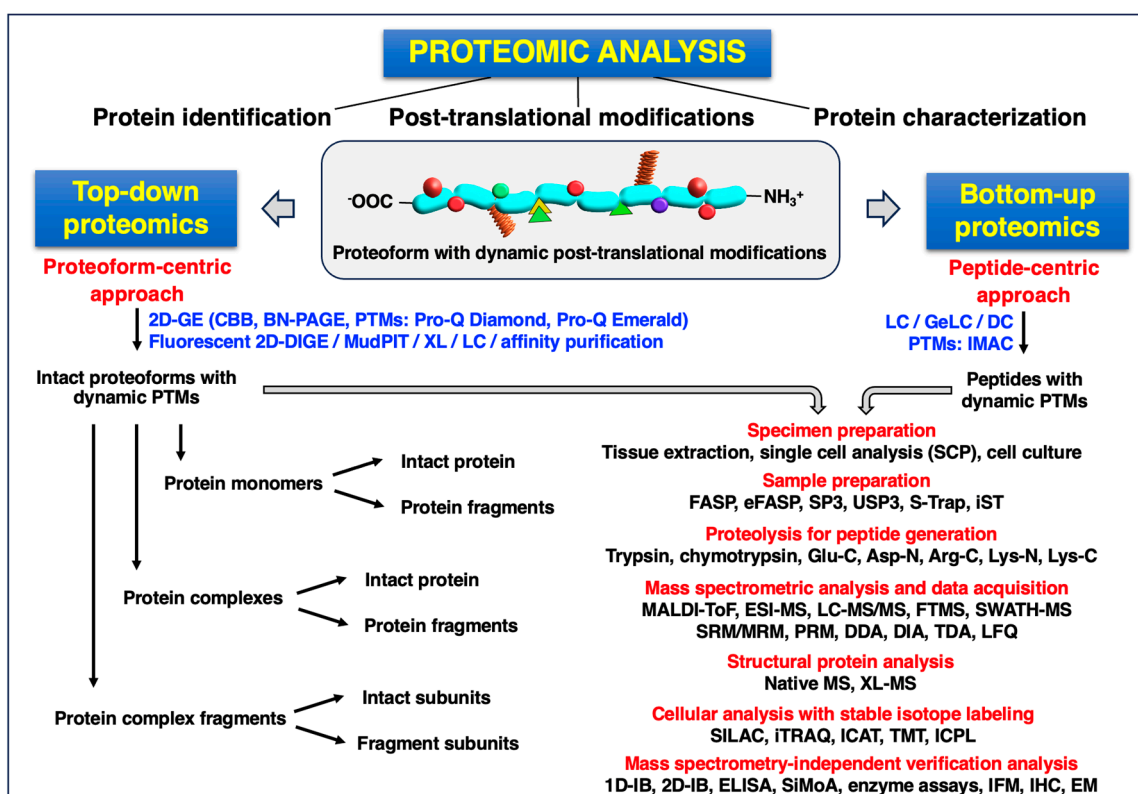 PROTEOMIC ANALYSIS
Protein identification
Post-translational modifications
Protein characterization
Top-down
proteomics
-OOC
NH₃⁺
Proteoform with dynamic post-translational modifications
Bottom-up
proteomics
Proteoform-centric
approach
Peptide-centric
approach
2D-GE (CBB, BN-PAGE, PTMs: Pro-Q Diamond, Pro-Q Emerald)
Fluorescent 2D-DIGE / MudPIT / XL / LC / affinity purification
LC / GeLC / DC
PTMs: IMAC
Intact proteoforms with
dynamic PTMs
Peptides with
dynamic PTMs
Protein monomers
Intact protein
Protein fragments
Protein complexes
Intact protein
Protein fragments
Protein complex fragments
Intact subunits
Fragment subunits
Specimen preparation
Tissue extraction, single cell analysis (SCP), cell culture
Sample preparation
FASP, eFASP, SP3, USP3, S-Trap, iST
Proteolysis for peptide generation
Trypsin, chymotrypsin, Glu-C, Asp-N, Arg-C, Lys-N, Lys-C
Mass spectrometric analysis and data acquisition
MALDI-ToF, ESI-MS, LC-MS/MS, FTMS, SWATH-MS
SRM/MRM, PRM, DDA, DIA, TDA, LFQ
Structural protein analysis
Native MS, XL-MS
Cellular analysis with stable isotope labeling
SILAC, iTRAQ, ICAT, TMT, ICPL
Mass spectrometry-independent verification analysis
1D-IB, 2D-IB, ELISA, SiMoA, enzyme assays, IFM, IHC, EM